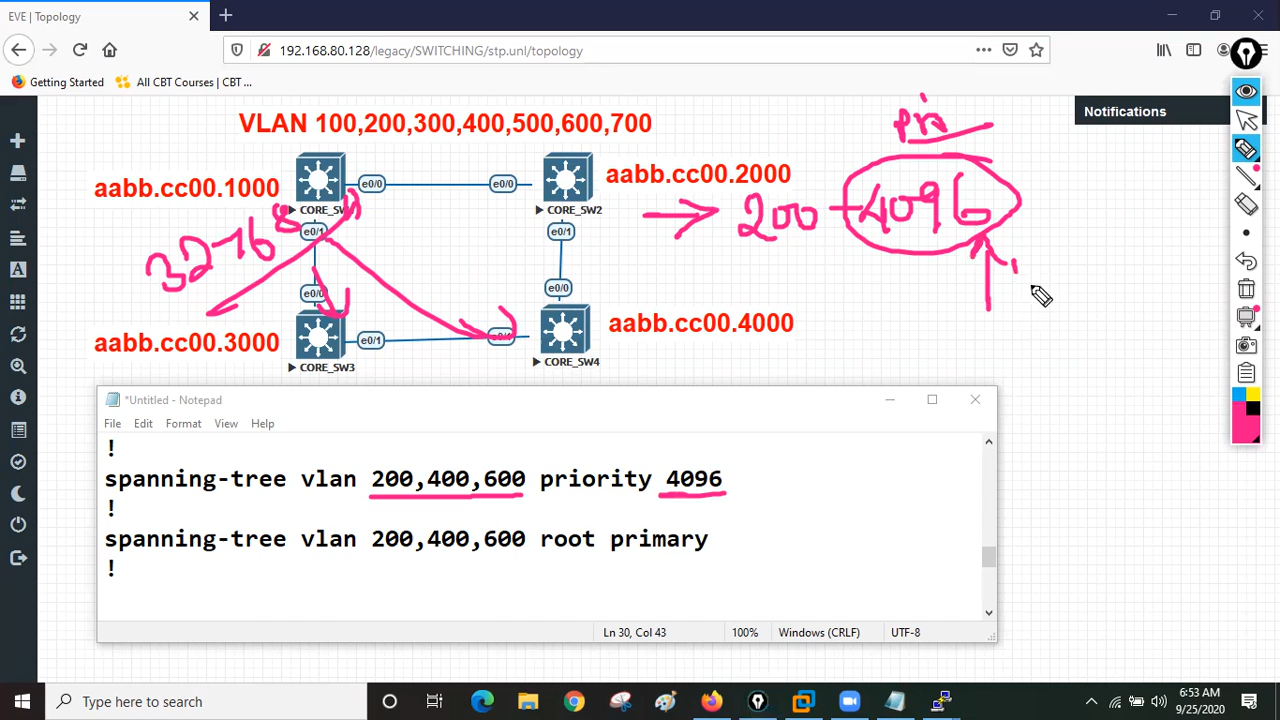 EVE | Topology
192.168.80.128/legacy/SWITCHING/stp.unl/topology
Getting Started
All CBT Courses | CBT ...
Notifications
VLAN 100,200,300,400,500,600,700
pri
aabb.cc00.1000
e0/0
e0/0
aabb.cc00.2000
CORE_SW
CORE_SW2
200
4096
32768
e0/1
e0/1
e0/0
e0/0
aabb.cc00.3000
e0/1
e0/1
aabb.cc00.4000
CORE_SW3
CORE_SW4
*Untitled - Notepad
File Edit Format View Help
!
spanning-tree vlan 200,400,600 priority 4096
!
spanning-tree vlan 200,400,600 root primary
!
Ln 30, Col 43
100%
Windows (CRLF)
UTF-8
Type here to search
6:53 AM
9/25/2020